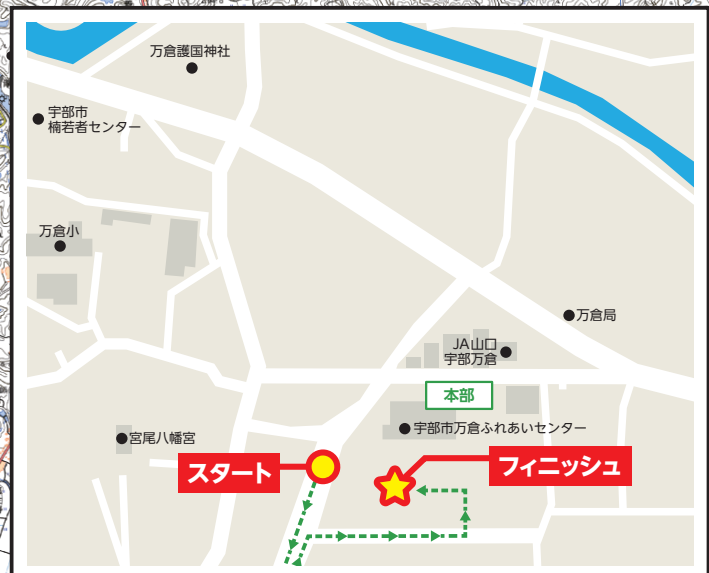 万倉護国神社
宇部市
楠若者センター
万倉小
万倉局
JA山口
宇部万倉
本部
宇部市万倉ふれあいセンター
宮尾八幡宮
スタート
フィニッシュ